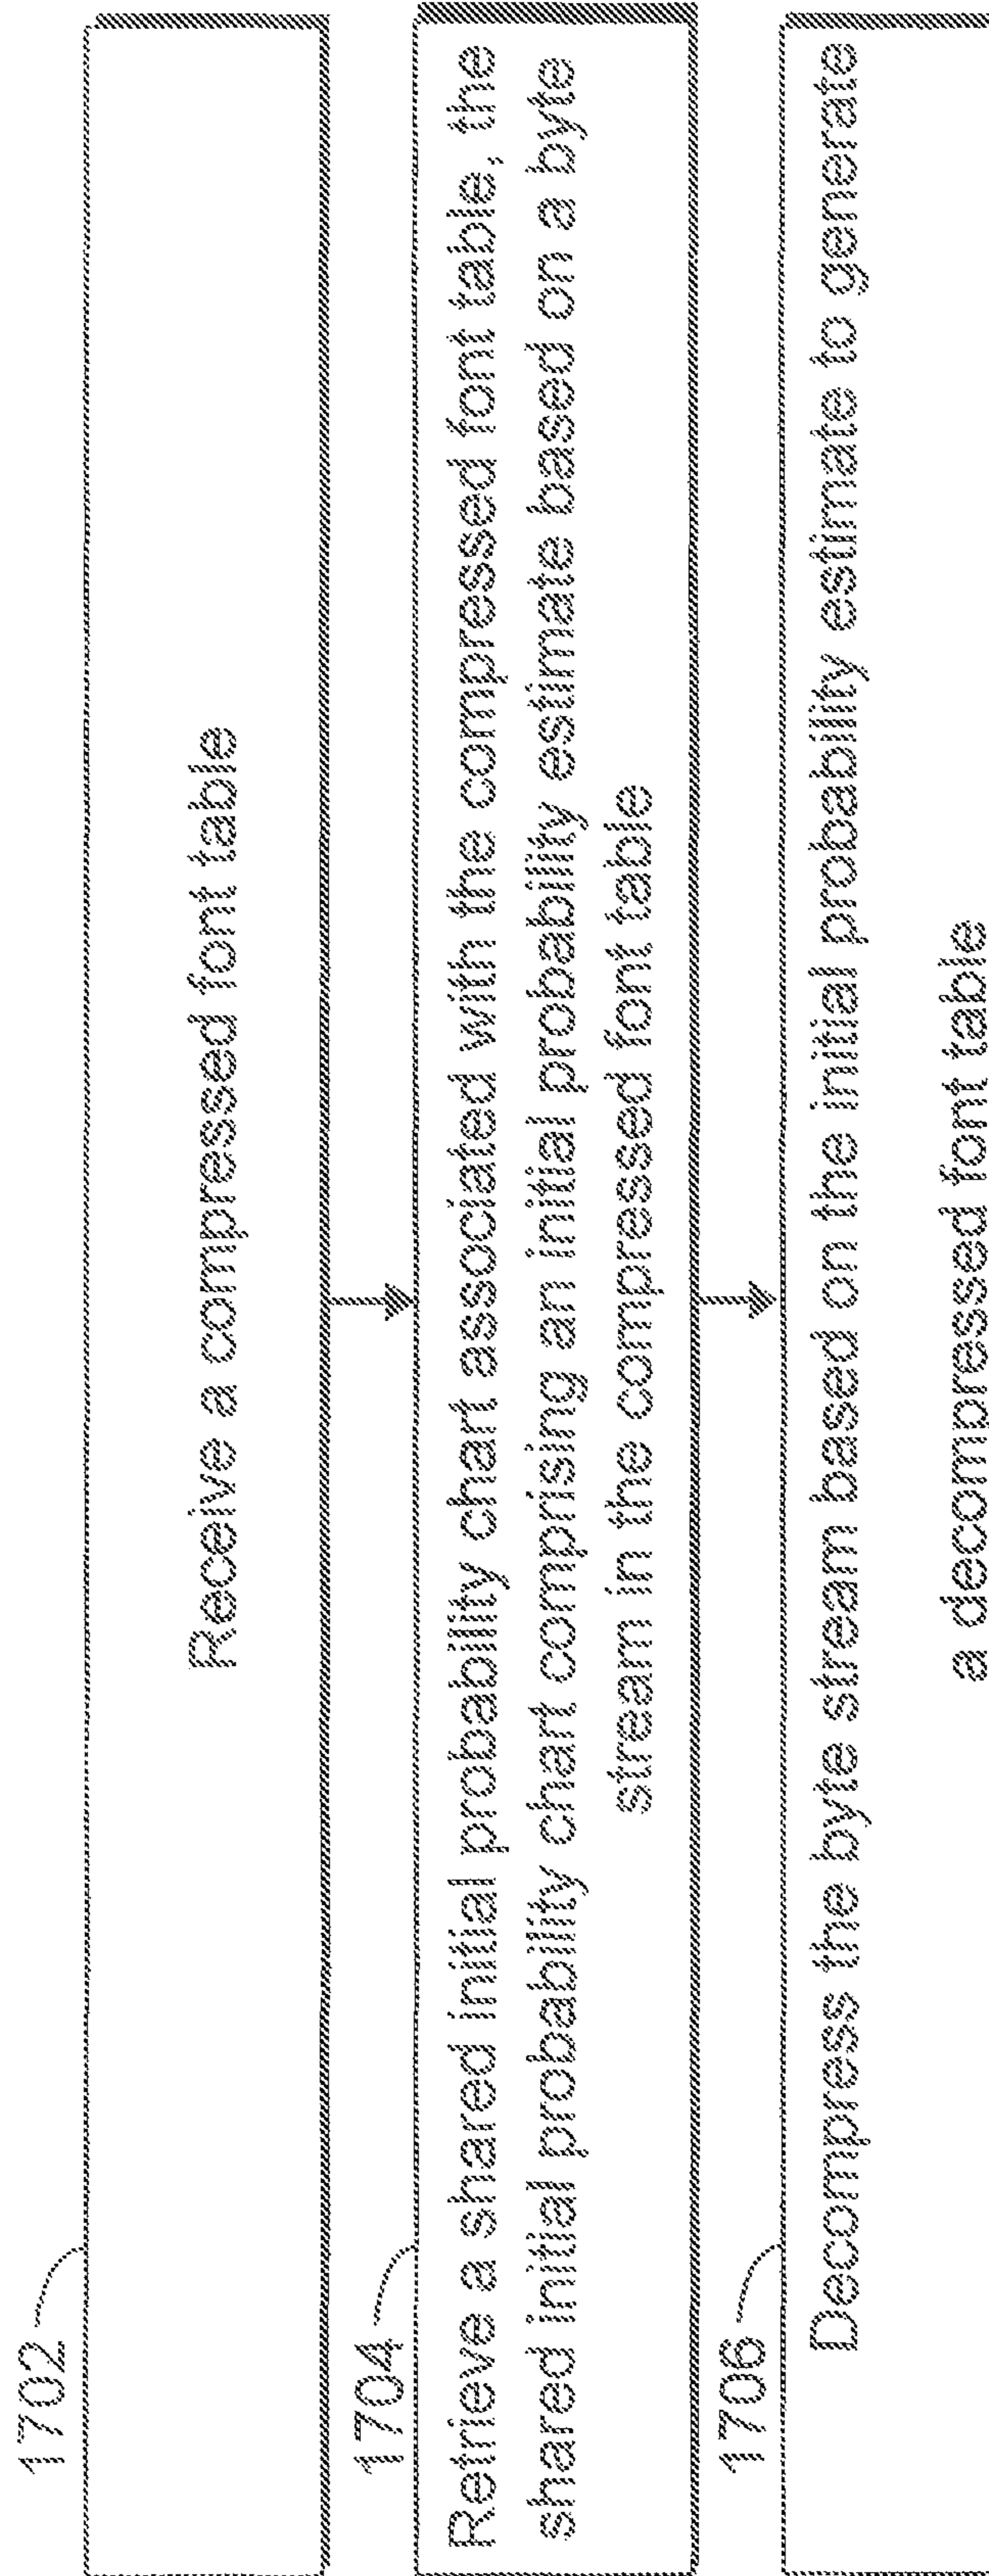 1702
Receive a compressed font table
1704
Retrieve a shared initial probability chart associated with the compressed font table, the
shared initial probability chart comprising an initial probability estimate based on a byte
stream in the compressed font table
1706
Decompress the byte stream based on the initial probability estimate to generate
a decompressed font table